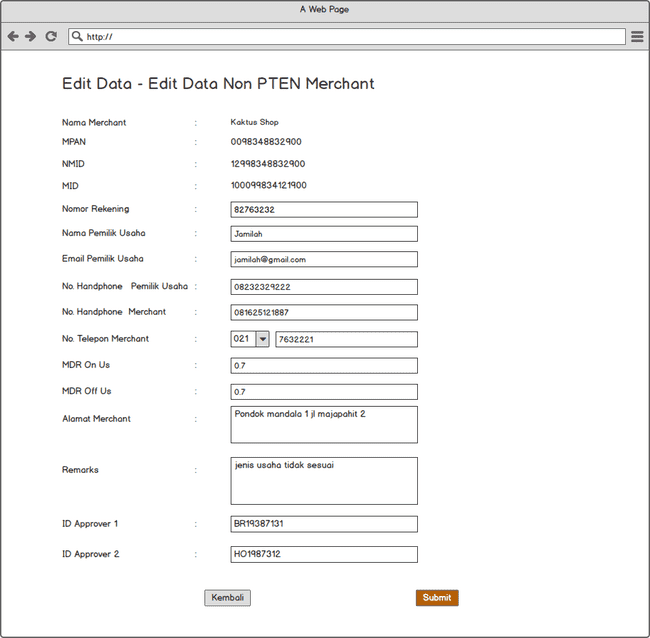 A Web Page
http://
Edit Data - Edit Data Non PTEN Merchant
Nama Merchant : Kaktus Shop
MPAN : 0098348832900
NMID : 12998348832900
MID : 100099834121900
Nomor Rekening : 82763232
Nama Pemilik Usaha : Jamilah
Email Pemilik Usaha : jamilah@gmail.com
No. Handphone Pemilik Usaha : 08232329222
No. Handphone Merchant : 081625121887
No. Telepon Merchant : 021 7632221
MDR On Us : 0.7
MDR Off Us : 0.7
Alamat Merchant : Pondok mandala 1 jl majapahit 2
Remarks : jenis usaha tidak sesuai
ID Approver 1 : BR19387131
ID Approver 2 : HO1987312
Kembali Submit